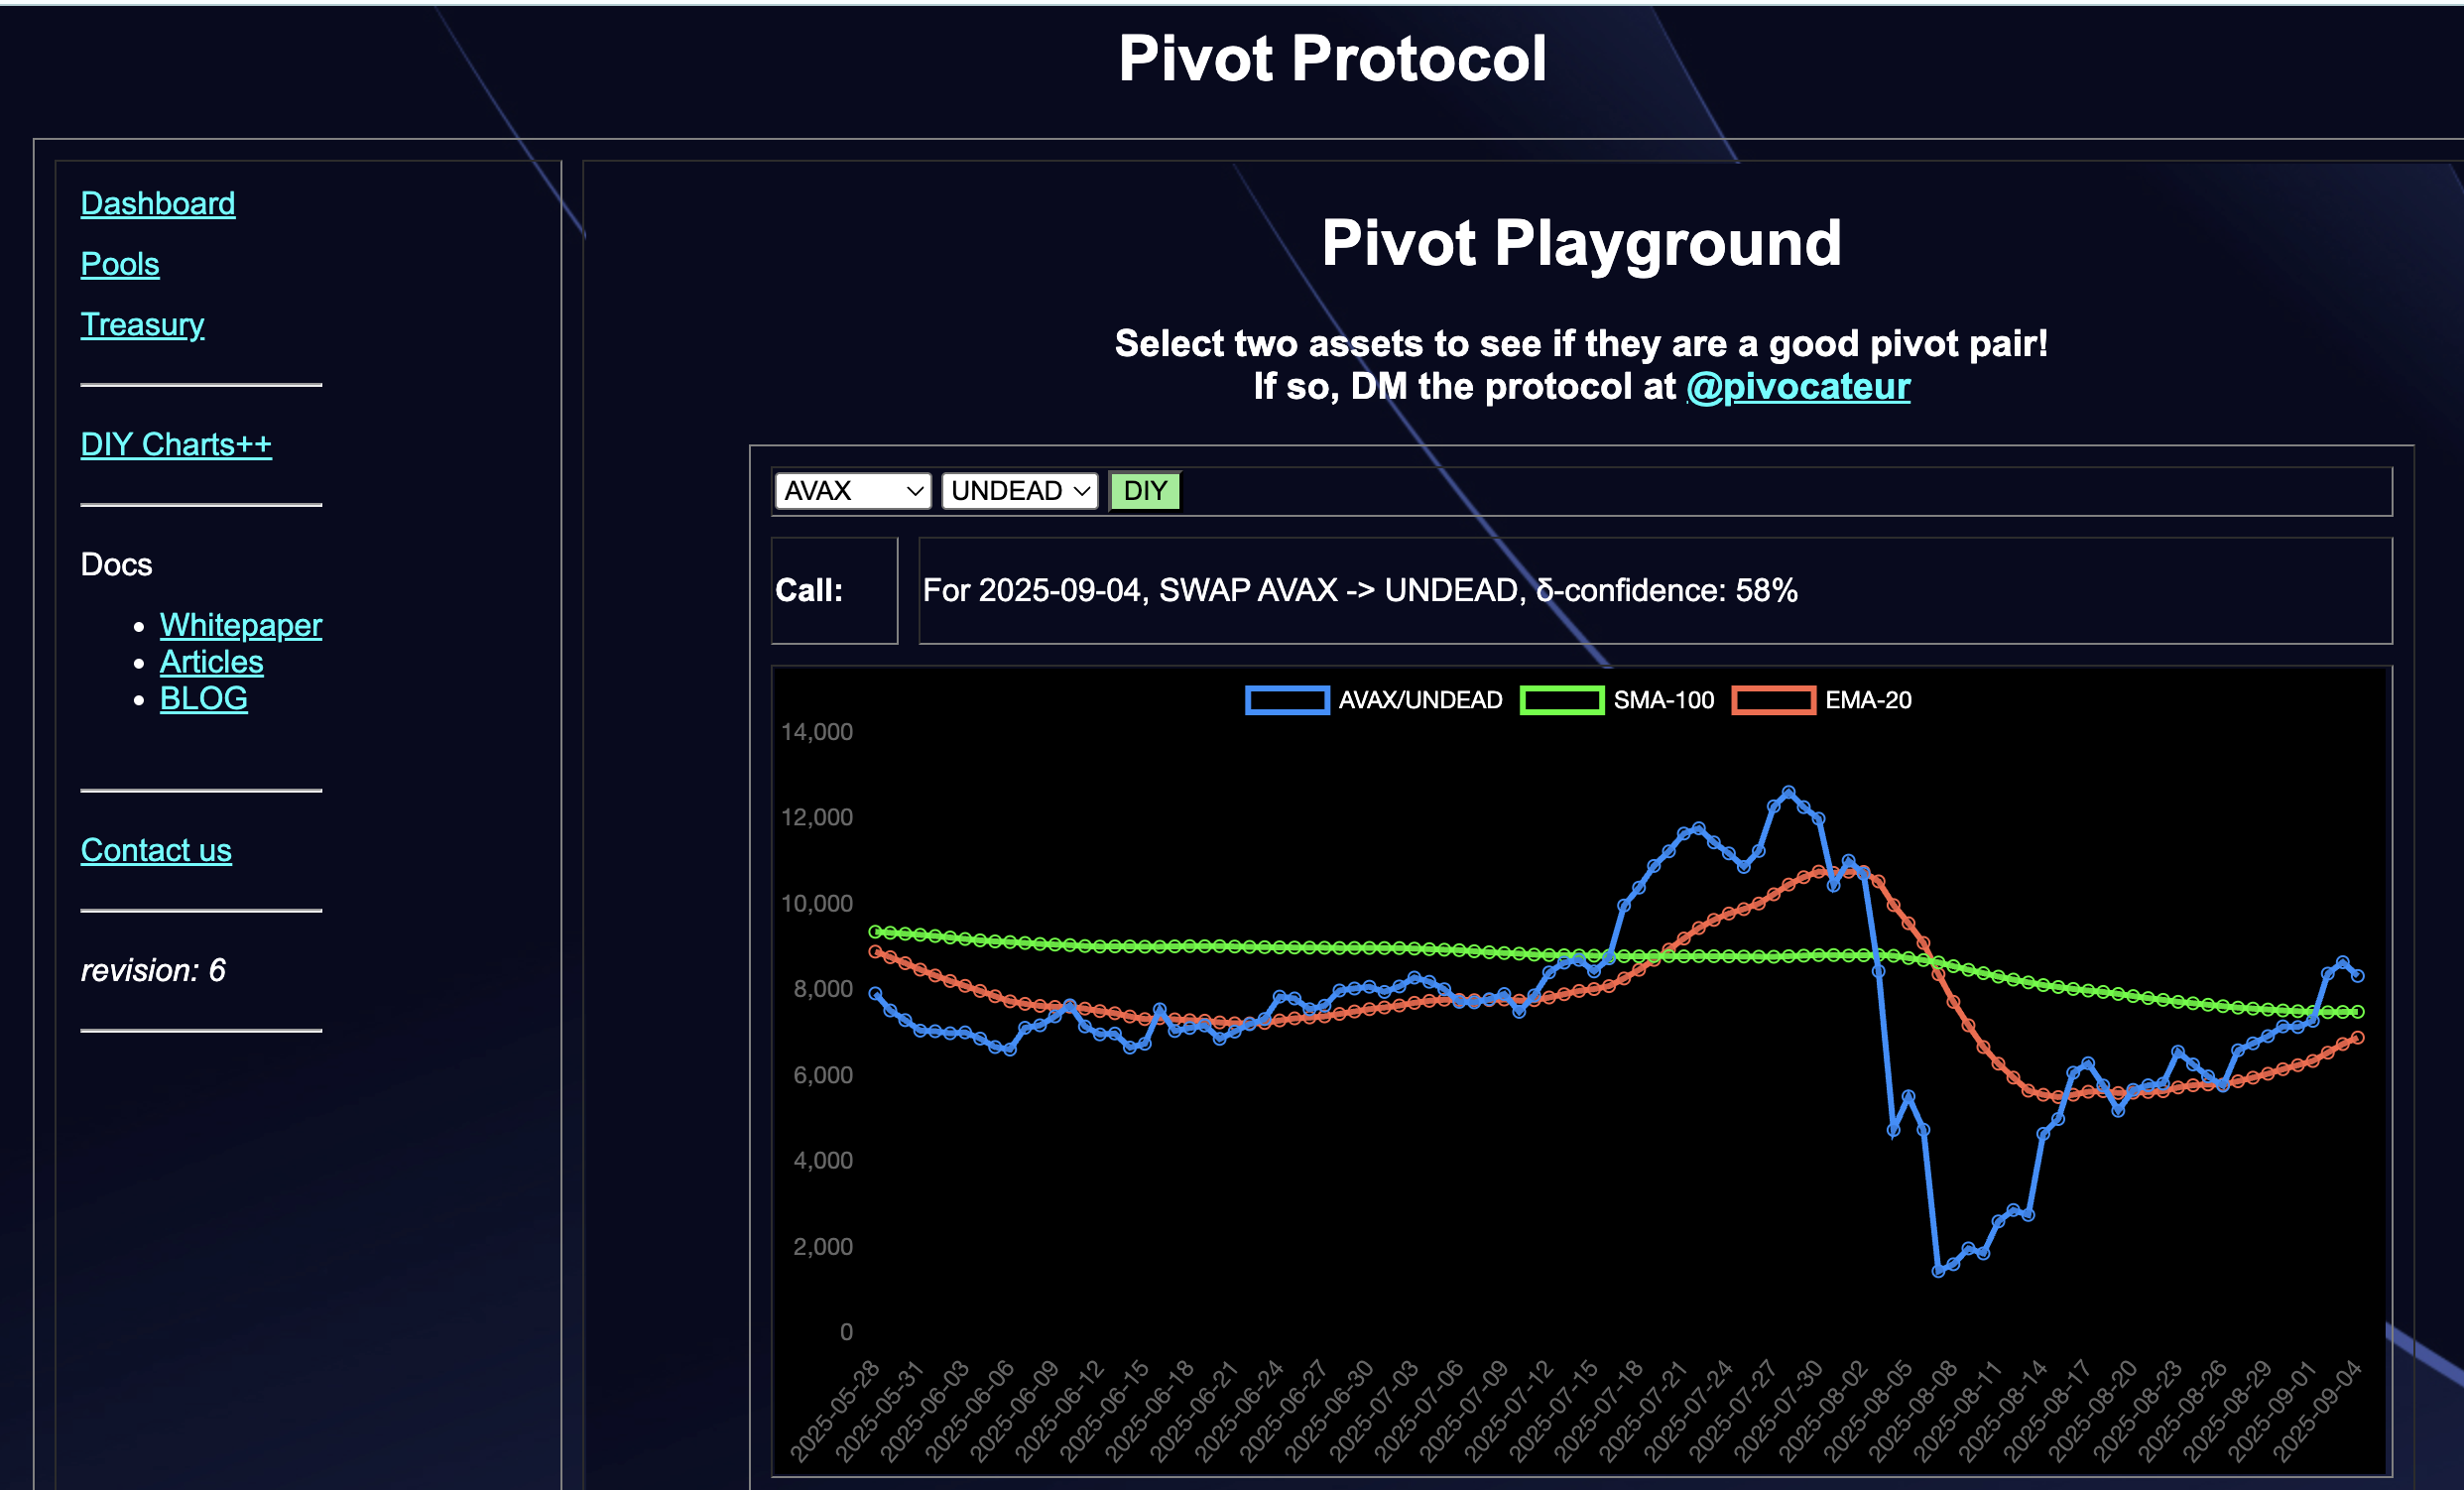 Pivot Protocol
Dashboard
Pools
Treasury
DIY Charts++
Docs
Whitepaper
Articles
BLOG
Contact us
revision: 6
Pivot Playground
Select two assets to see if they are a good pivot pair!
If so, DM the protocol at @pivocateur
AVAX UNDEAD DIY
Call: For 2025-09-04, SWAP AVAX -> UNDEAD, δ-confidence: 58%
AVAX/UNDEAD SMA-100 EMA-20
14,000
12,000
10,000
8,000
6,000
4,000
2,000
0
2025-05-28 2025-05-31 2025-06-03 2025-06-06 2025-06-09 2025-06-12 2025-06-15 2025-06-18 2025-06-21 2025-06-24 2025-06-27 2025-06-30 2025-07-03 2025-07-06 2025-07-09 2025-07-12 2025-07-15 2025-07-18 2025-07-21 2025-07-24 2025-07-27 2025-07-30 2025-08-02 2025-08-05 2025-08-08 2025-08-11 2025-08-14 2025-08-17 2025-08-20 2025-08-23 2025-08-26 2025-08-29 2025-09-01 2025-09-04